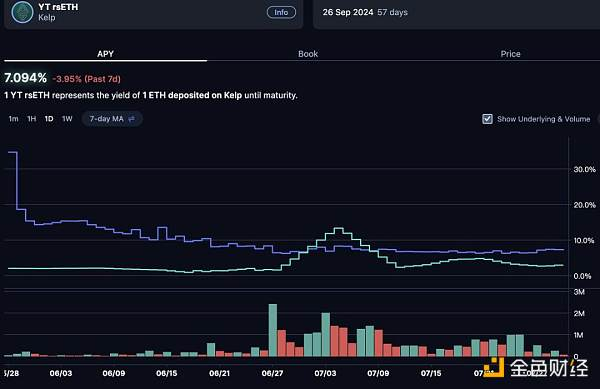 YT rsETH
Kelp
Info
26 Sep 2024 57 days
APY
Book
Price
7.094% -3.95% (Past 7d)
1 YT rsETH represents the yield of 1 ETH deposited on Kelp until maturity.
1m 1H 1D 1W 7-day MA ⇌
Show Underlying & Volume
30.0%
20.0%
10.0%
0.0%
3M
2M
1M
0
06/03 06/09 06/15 06/21 06/27 07/03 07/09 07/15
金色财经